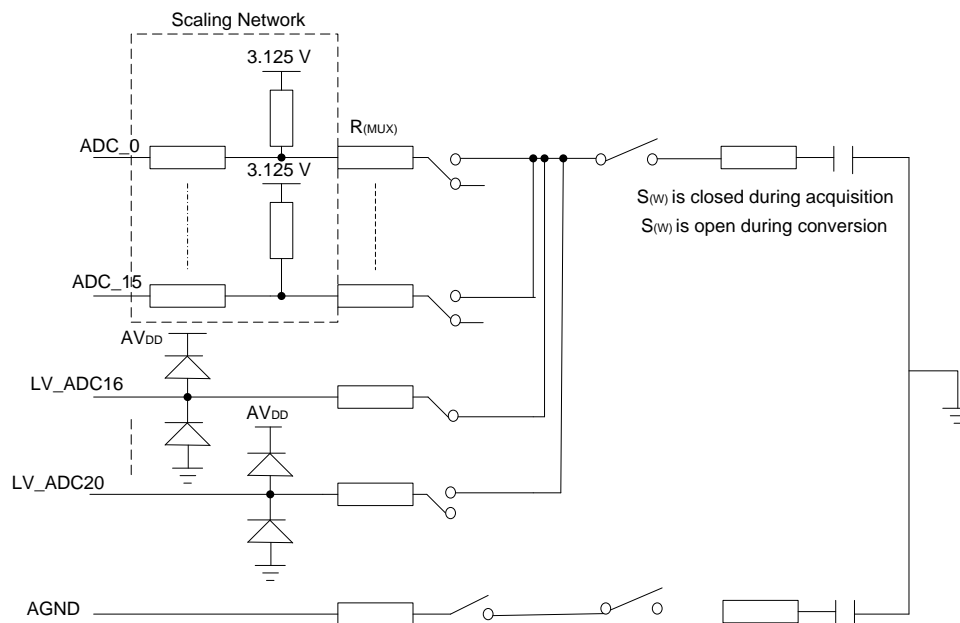 Scaling Network
3.125 V
R(MUX)
ADC_0
3.125 V
S(W) is closed during acquisition
S(W) is open during conversion
ADC_15
AVDD
LV_ADC16
AVDD
LV_ADC20
AGND